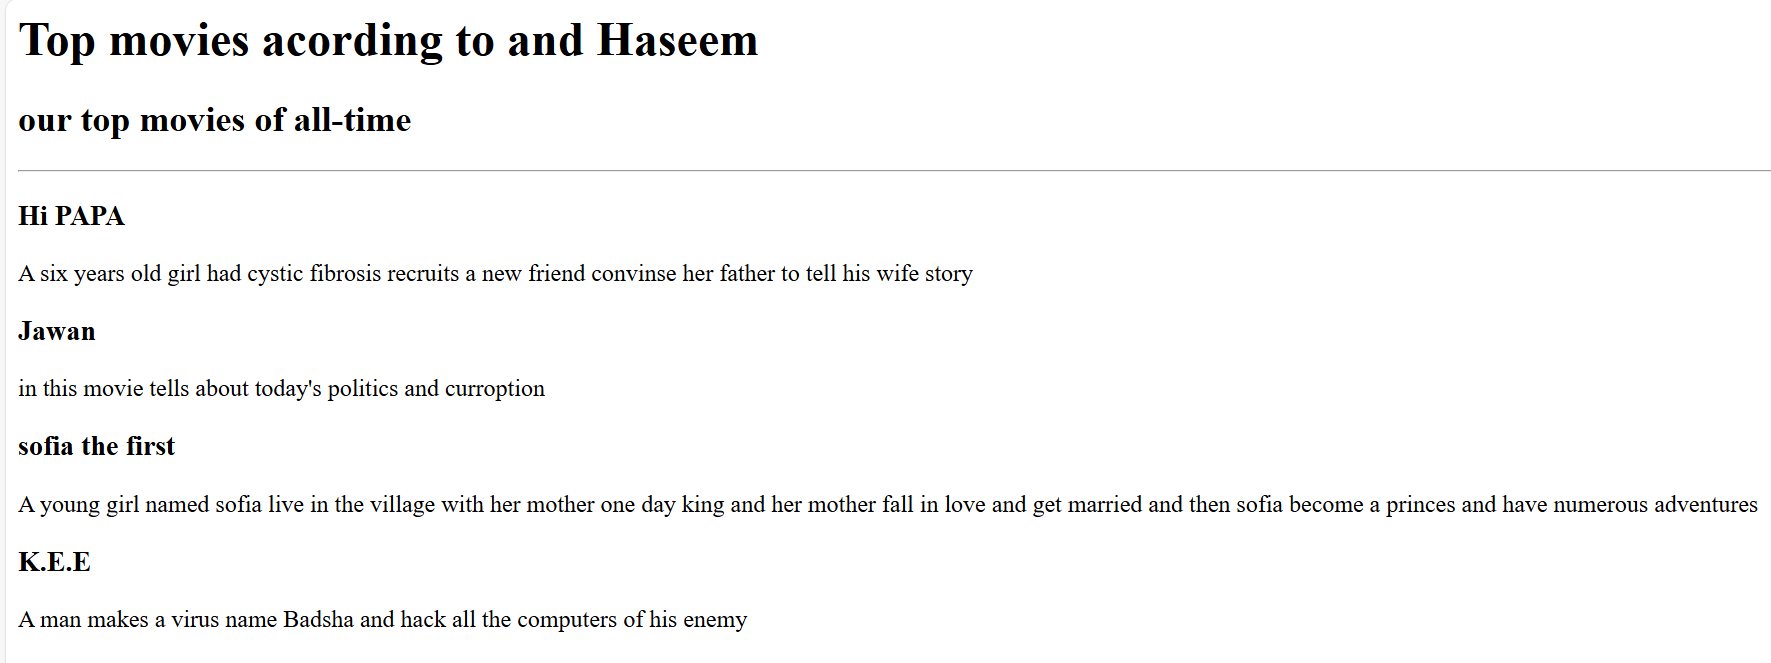 Top movies acording to and Haseem
our top movies of all-time
Hi PAPA
A six years old girl had cystic fibrosis recruits a new friend convinse her father to tell his wife story
Jawan
in this movie tells about today's politics and curroption
sofia the first
A young girl named sofia live in the village with her mother one day king and her mother fall in love and get married and then sofia become a princes and have numerous adventures
K.E.E
A man makes a virus name Badsha and hack all the computers of his enemy